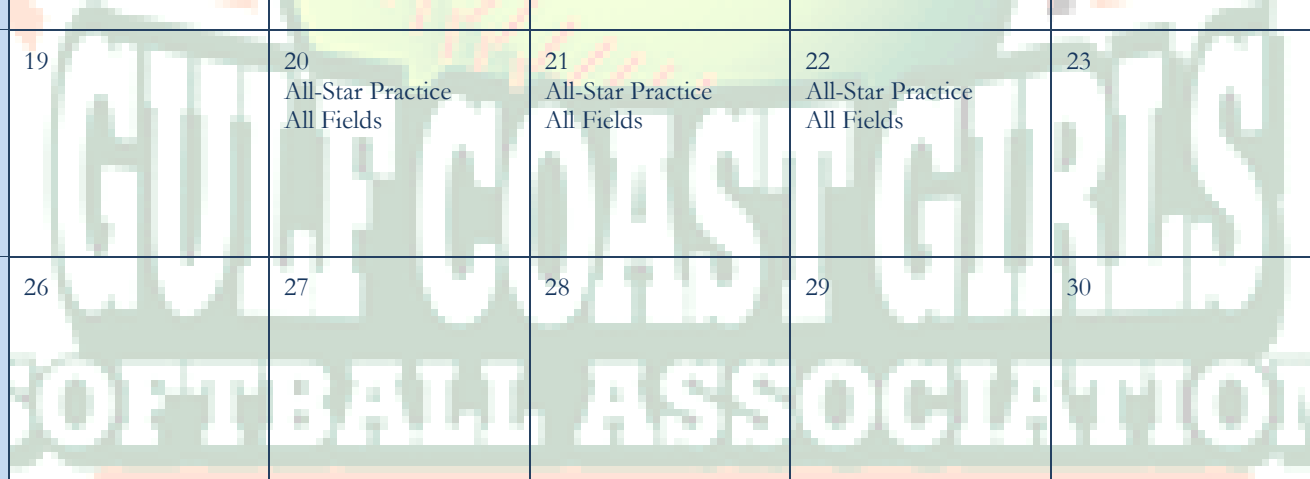 19
20
All-Star Practice
All Fields
21
All-Star Practice
All Fields
22
All-Star Practice
All Fields
23
26
27
28
29
30
GULF COAST GIRLS
SOFTBALL ASSOCIATION